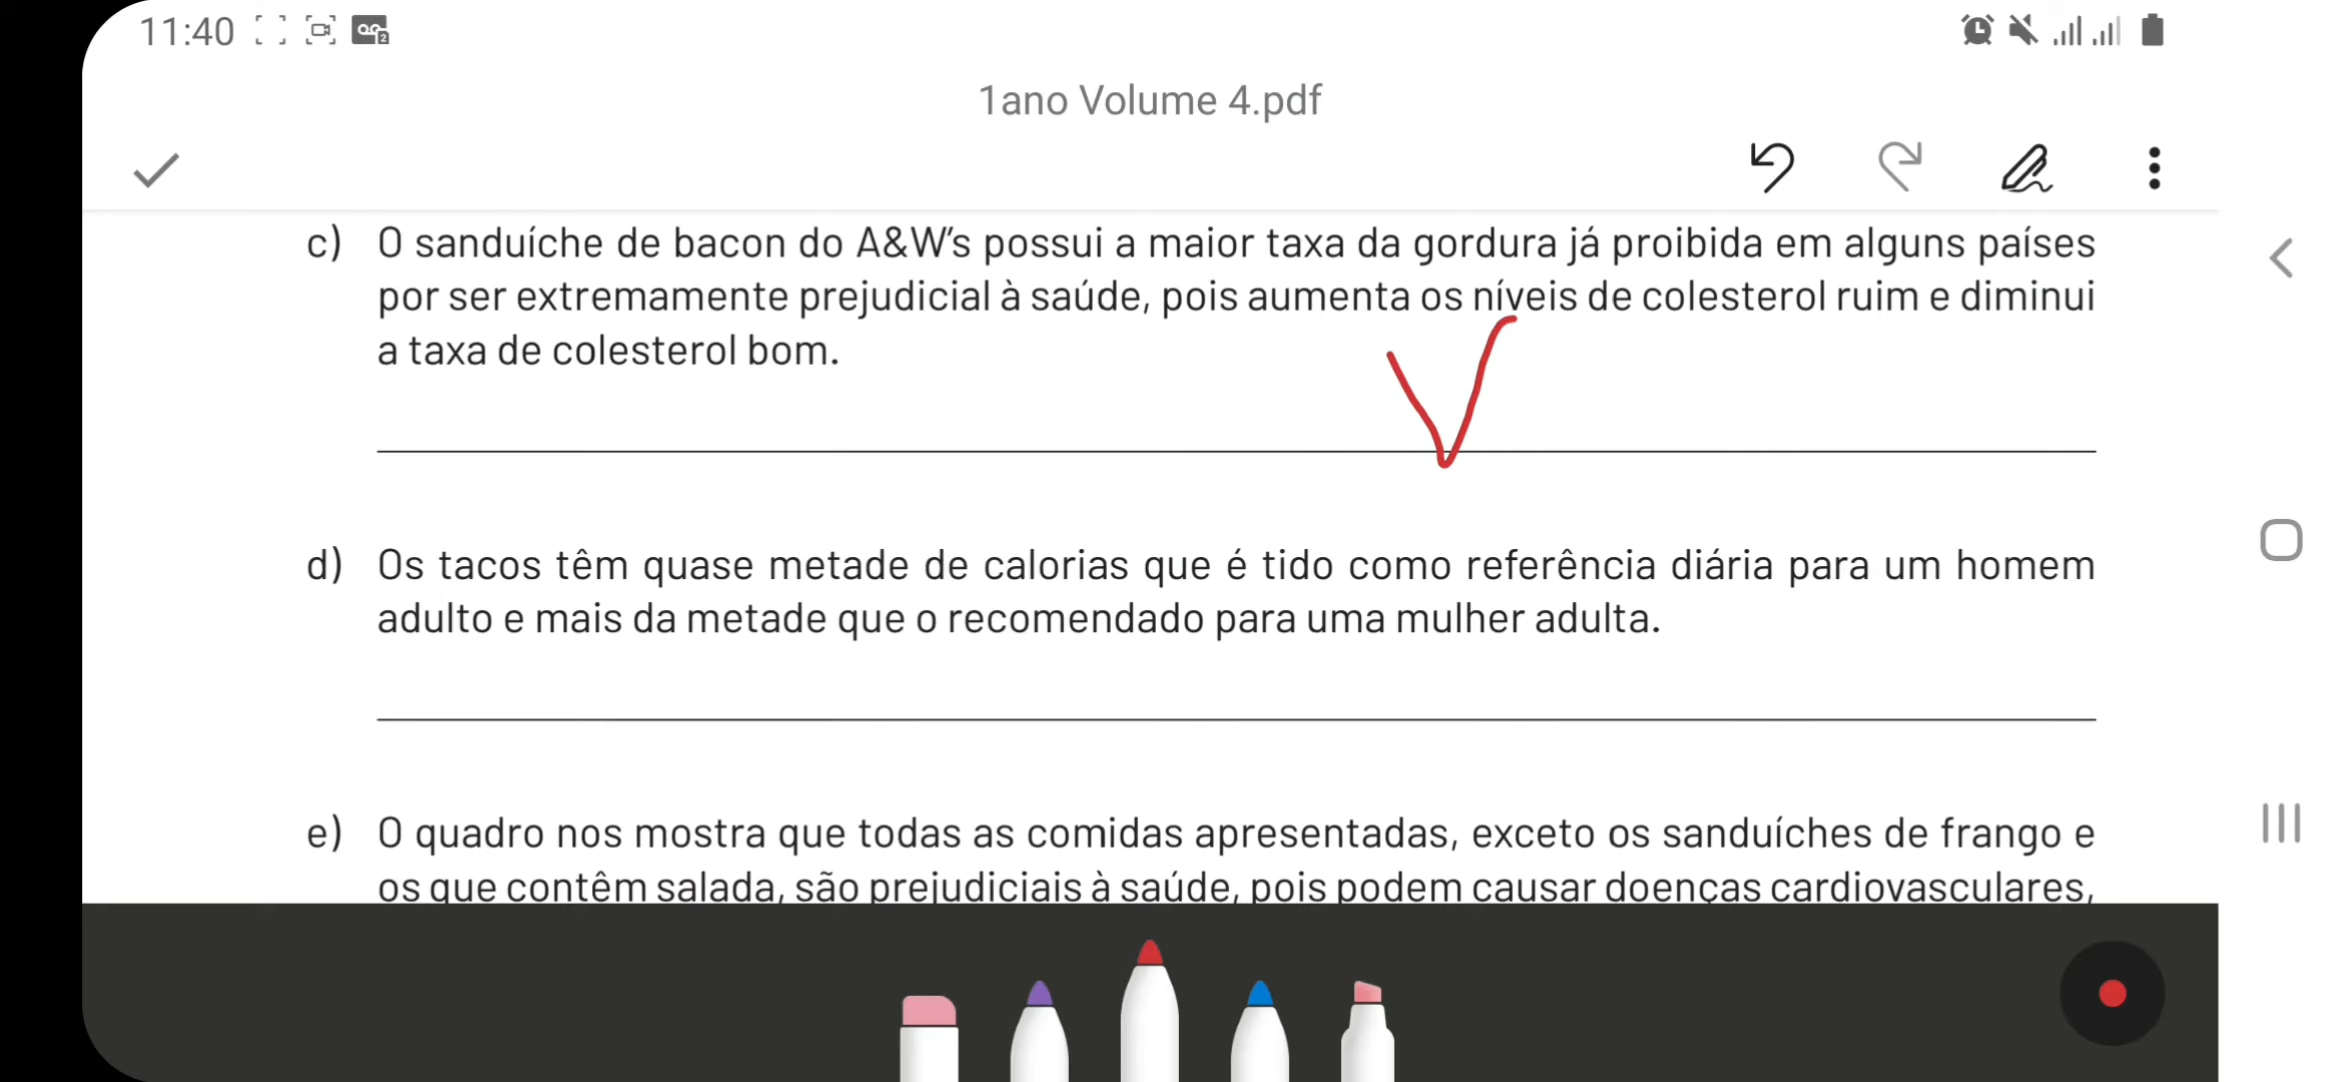 11:40
1ano Volume 4.pdf
c) O sanduíche de bacon do A&W's possui a maior taxa da gordura já proibida em alguns países
por ser extremamente prejudicial à saúde, pois aumenta os níveis de colesterol ruim e diminui
a taxa de colesterol bom.
d) Os tacos têm quase metade de calorias que é tido como referência diária para um homem
adulto e mais da metade que o recomendado para uma mulher adulta.
e) O quadro nos mostra que todas as comidas apresentadas, exceto os sanduíches de frango e
os que contêm salada, são prejudiciais à saúde, pois podem causar doenças cardiovasculares,